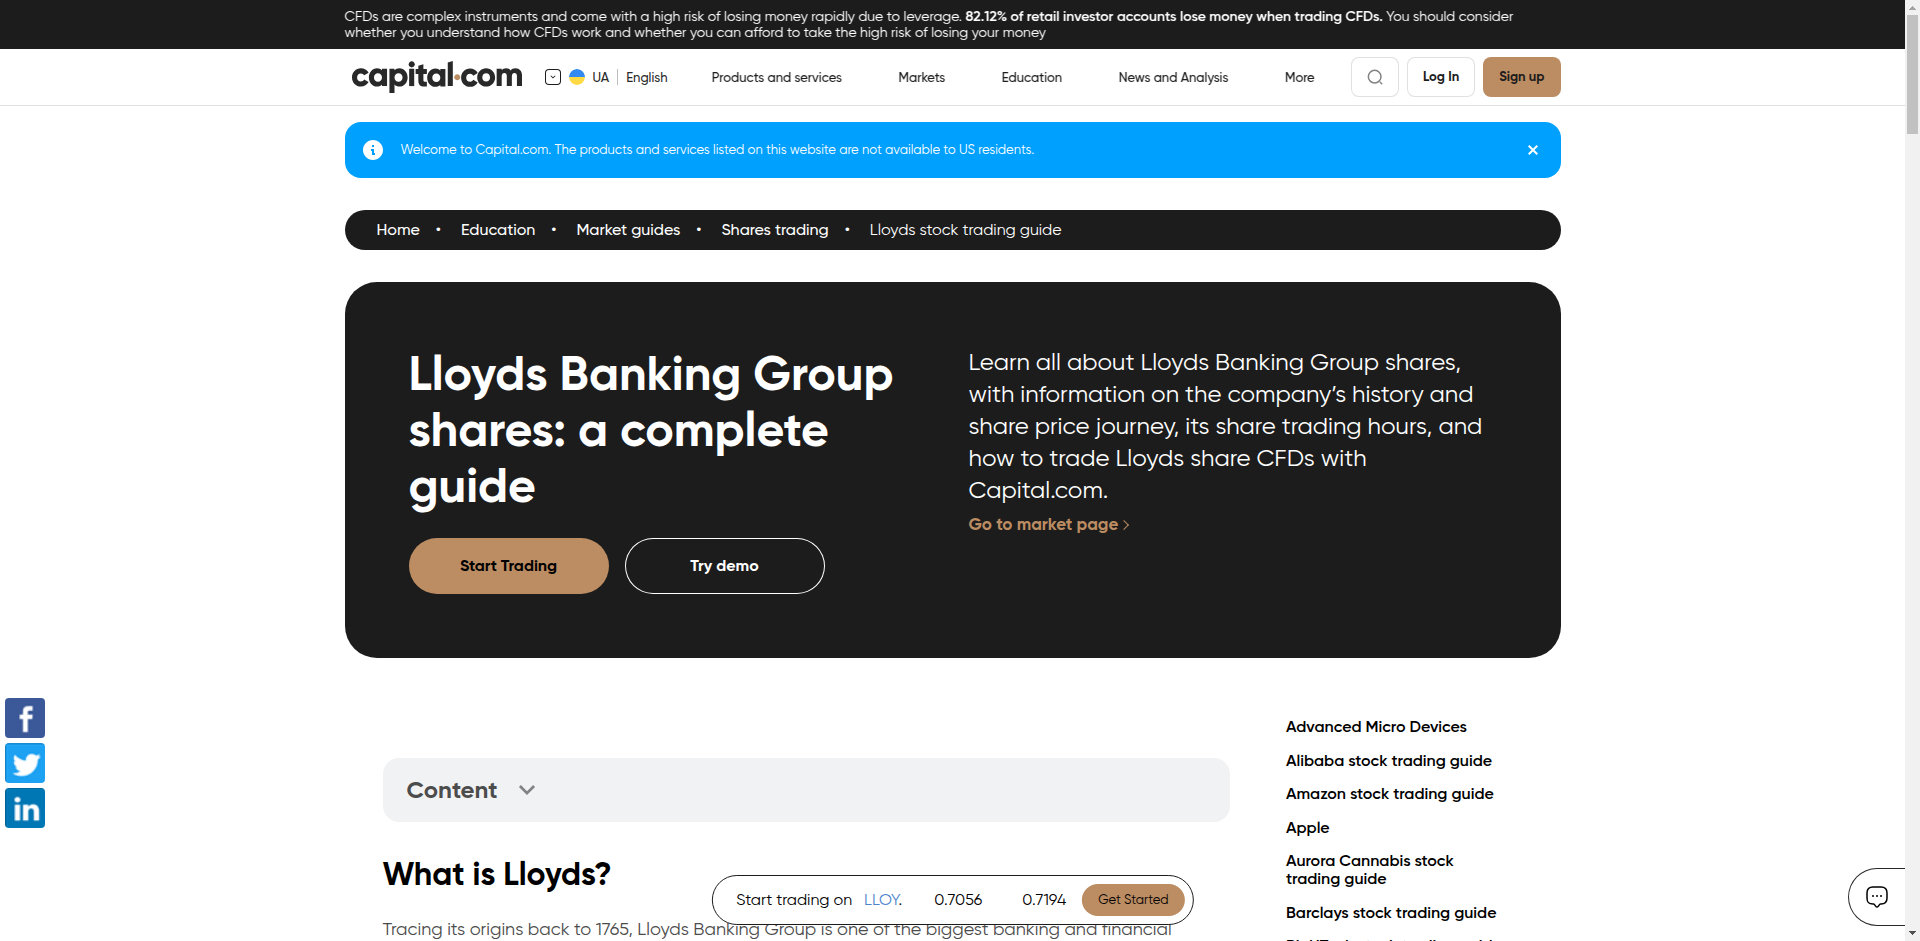 CFDs are complex instruments and come with a high risk of losing money rapidly due to leverage. 82.12% of retail investor accounts lose money when trading CFDs. You should consider
whether you understand how CFDs work and whether you can afford to take the high risk of losing your money
capital.com
UA
English
Products and services
Markets
Education
News and Analysis
More
Log In
Sign up
Welcome to Capital.com. The products and services listed on this website are not available to US residents.
Home • Education • Market guides • Shares trading • Lloyds stock trading guide
Lloyds Banking Group
shares: a complete
guide
Start Trading
Try demo
Learn all about Lloyds Banking Group shares,
with information on the company’s history and
share price journey, its share trading hours, and
how to trade Lloyds share CFDs with
Capital.com.
Go to market page
Content
What is Lloyds?
Tracing its origins back to 1765, Lloyds Banking Group is one of the biggest banking and financial
Start trading on LLOY. 0.7056 0.7194 Get Started
Advanced Micro Devices
Alibaba stock trading guide
Amazon stock trading guide
Apple
Aurora Cannabis stock
trading guide
Barclays stock trading guide